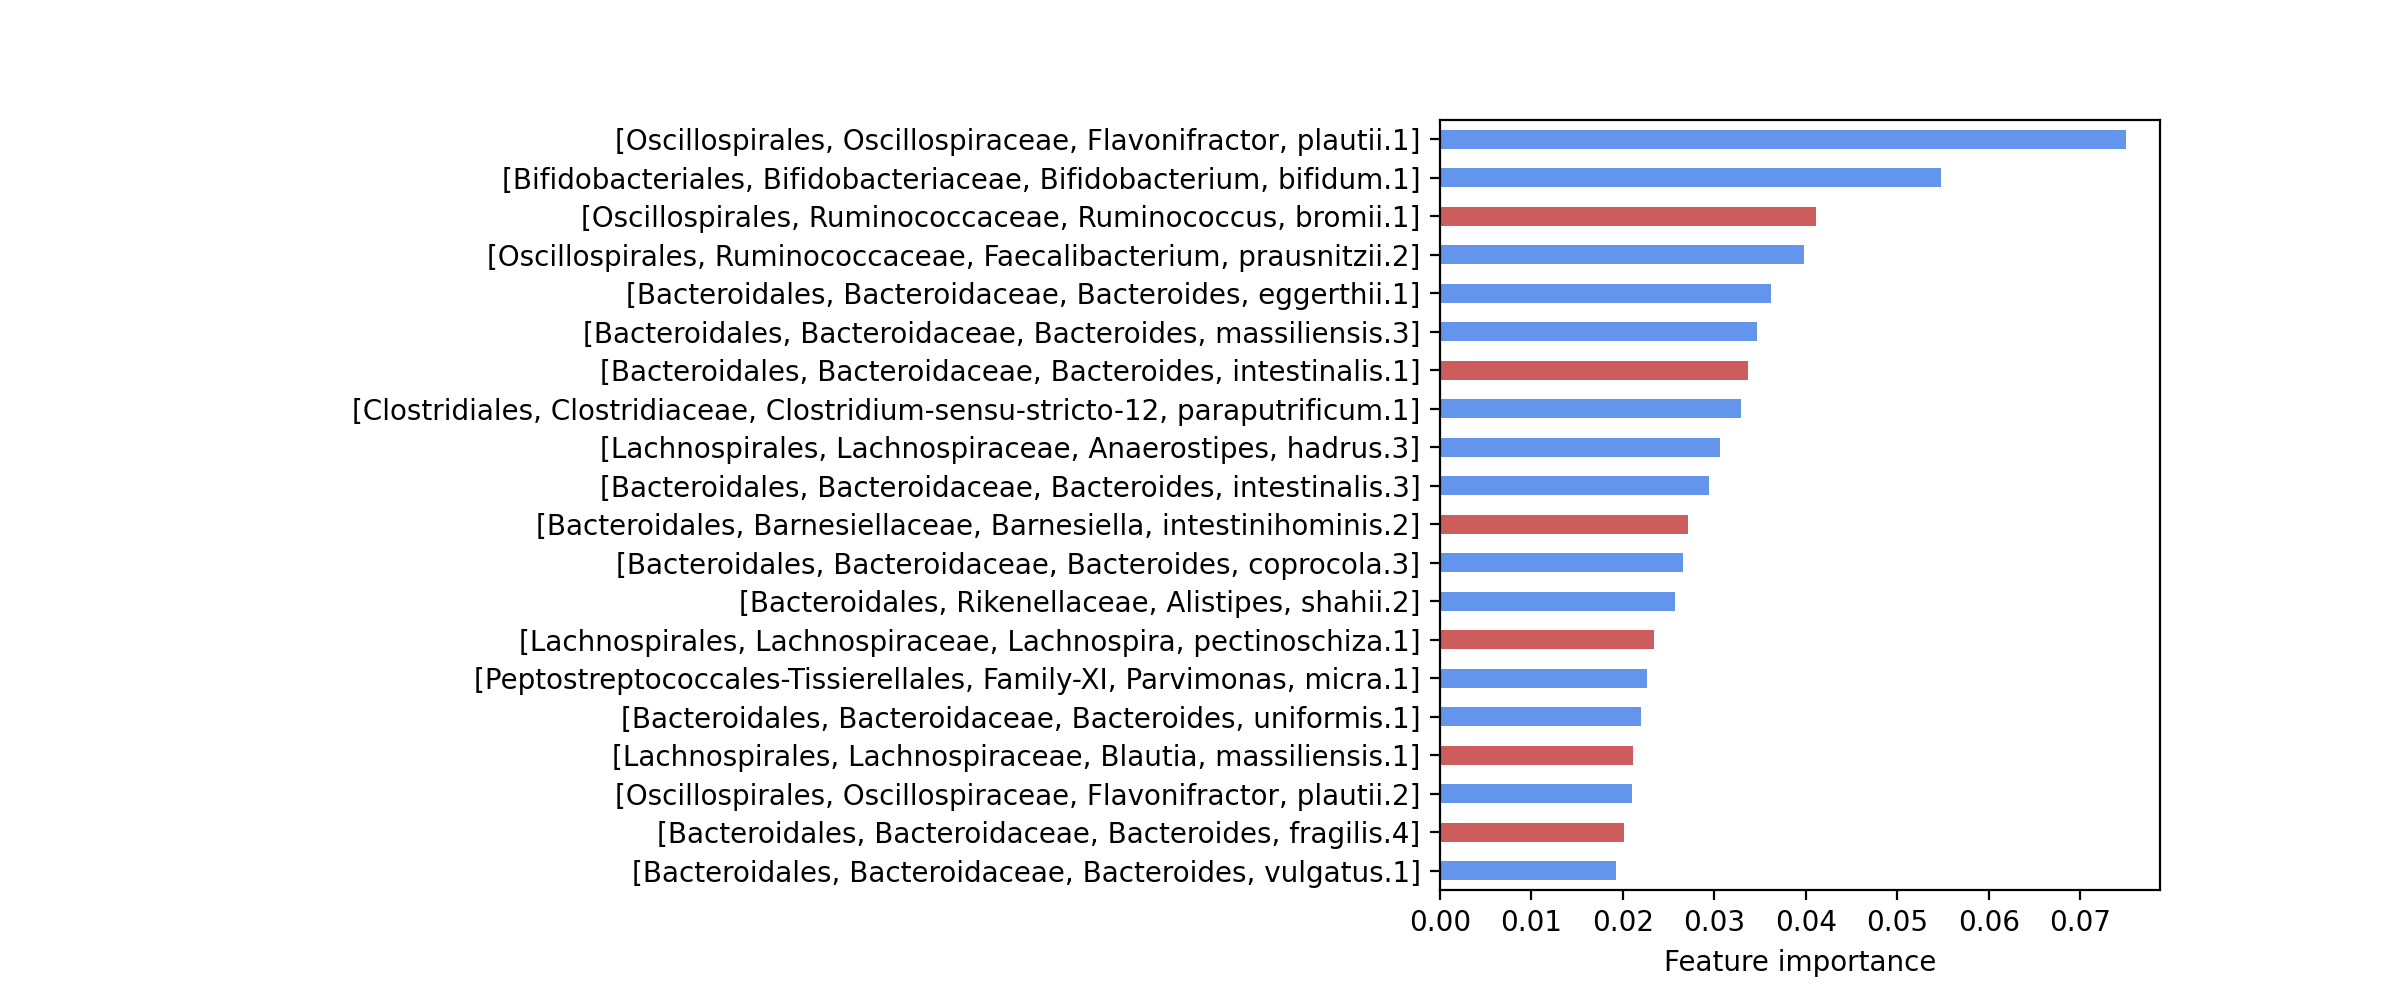 [Oscillospirales, Oscillospiraceae, Flavonifractor, plautii.1]
[Bifidobacteriales, Bifidobacteriaceae, Bifidobacterium, bifidum.1]
[Oscillospirales, Ruminococcaceae, Ruminococcus, bromii.1]
[Oscillospirales, Ruminococcaceae, Faecalibacterium, prausnitzii.2]
[Bacteroidales, Bacteroidaceae, Bacteroides, eggerthii.1]
[Bacteroidales, Bacteroidaceae, Bacteroides, massiliensis.3]
[Bacteroidales, Bacteroidaceae, Bacteroides, intestinalis.1]
[Clostridiales, Clostridiaceae, Clostridium-sensu-stricto-12, paraputrificum.1]
[Lachnospirales, Lachnospiraceae, Anaerostipes, hadrus.3]
[Bacteroidales, Bacteroidaceae, Bacteroides, intestinalis.3]
[Bacteroidales, Barnesiellaceae, Barnesiella, intestinihominis.2]
[Bacteroidales, Bacteroidaceae, Bacteroides, coprocola.3]
[Bacteroidales, Rikenellaceae, Alistipes, shahii.2]
[Lachnospirales, Lachnospiraceae, Lachnospira, pectinoschiza.1]
[Peptostreptococcales-Tissierellales, Family-XI, Parvimonas, micra.1]
[Bacteroidales, Bacteroidaceae, Bacteroides, uniformis.1]
[Lachnospirales, Lachnospiraceae, Blautia, massiliensis.1]
[Oscillospirales, Oscillospiraceae, Flavonifractor, plautii.2]
[Bacteroidales, Bacteroidaceae, Bacteroides, fragilis.4]
[Bacteroidales, Bacteroidaceae, Bacteroides, vulgatus.1]
0.00 0.01 0.02 0.03 0.04 0.05 0.06 0.07
Feature importance